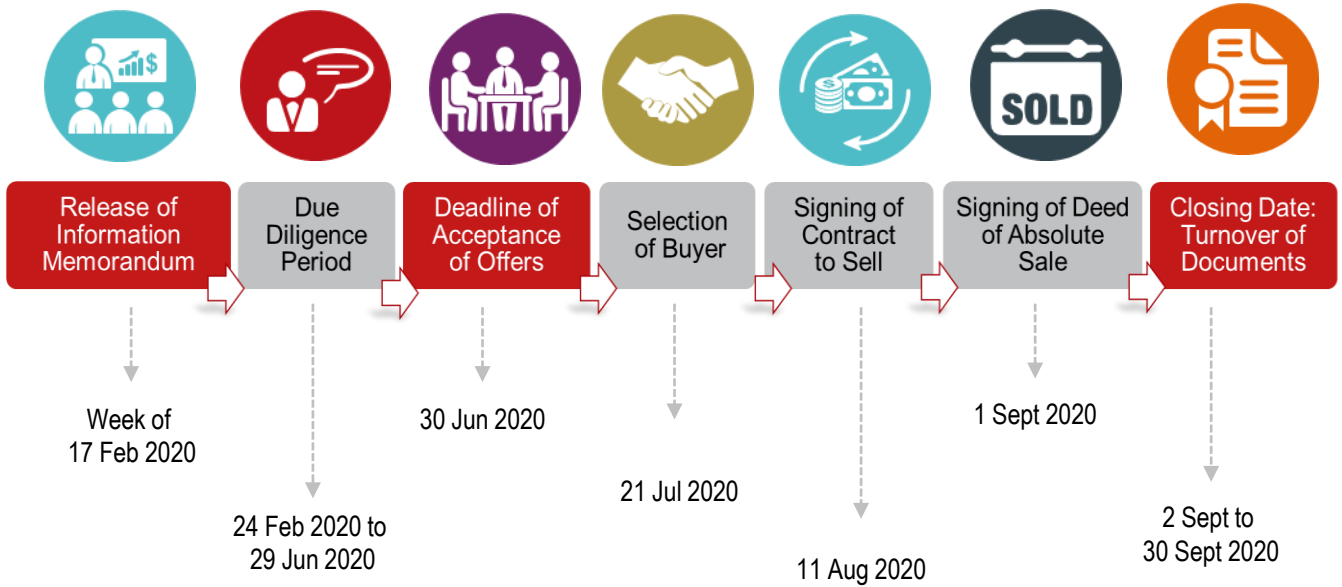 $
$
SOLD
Release of
Information
Memorandum
Due
Diligence
Period
Deadline of
Acceptance
of Offers
Selection
of Buyer
Signing of
Contract
to Sell
Signing of Deed
of Absolute
Sale
Closing Date:
Turnover of
Documents
Week of
17 Feb 2020
24 Feb 2020 to
29 Jun 2020
30 Jun 2020
21 Jul 2020
11 Aug 2020
1 Sept 2020
2 Sept to
30 Sept 2020